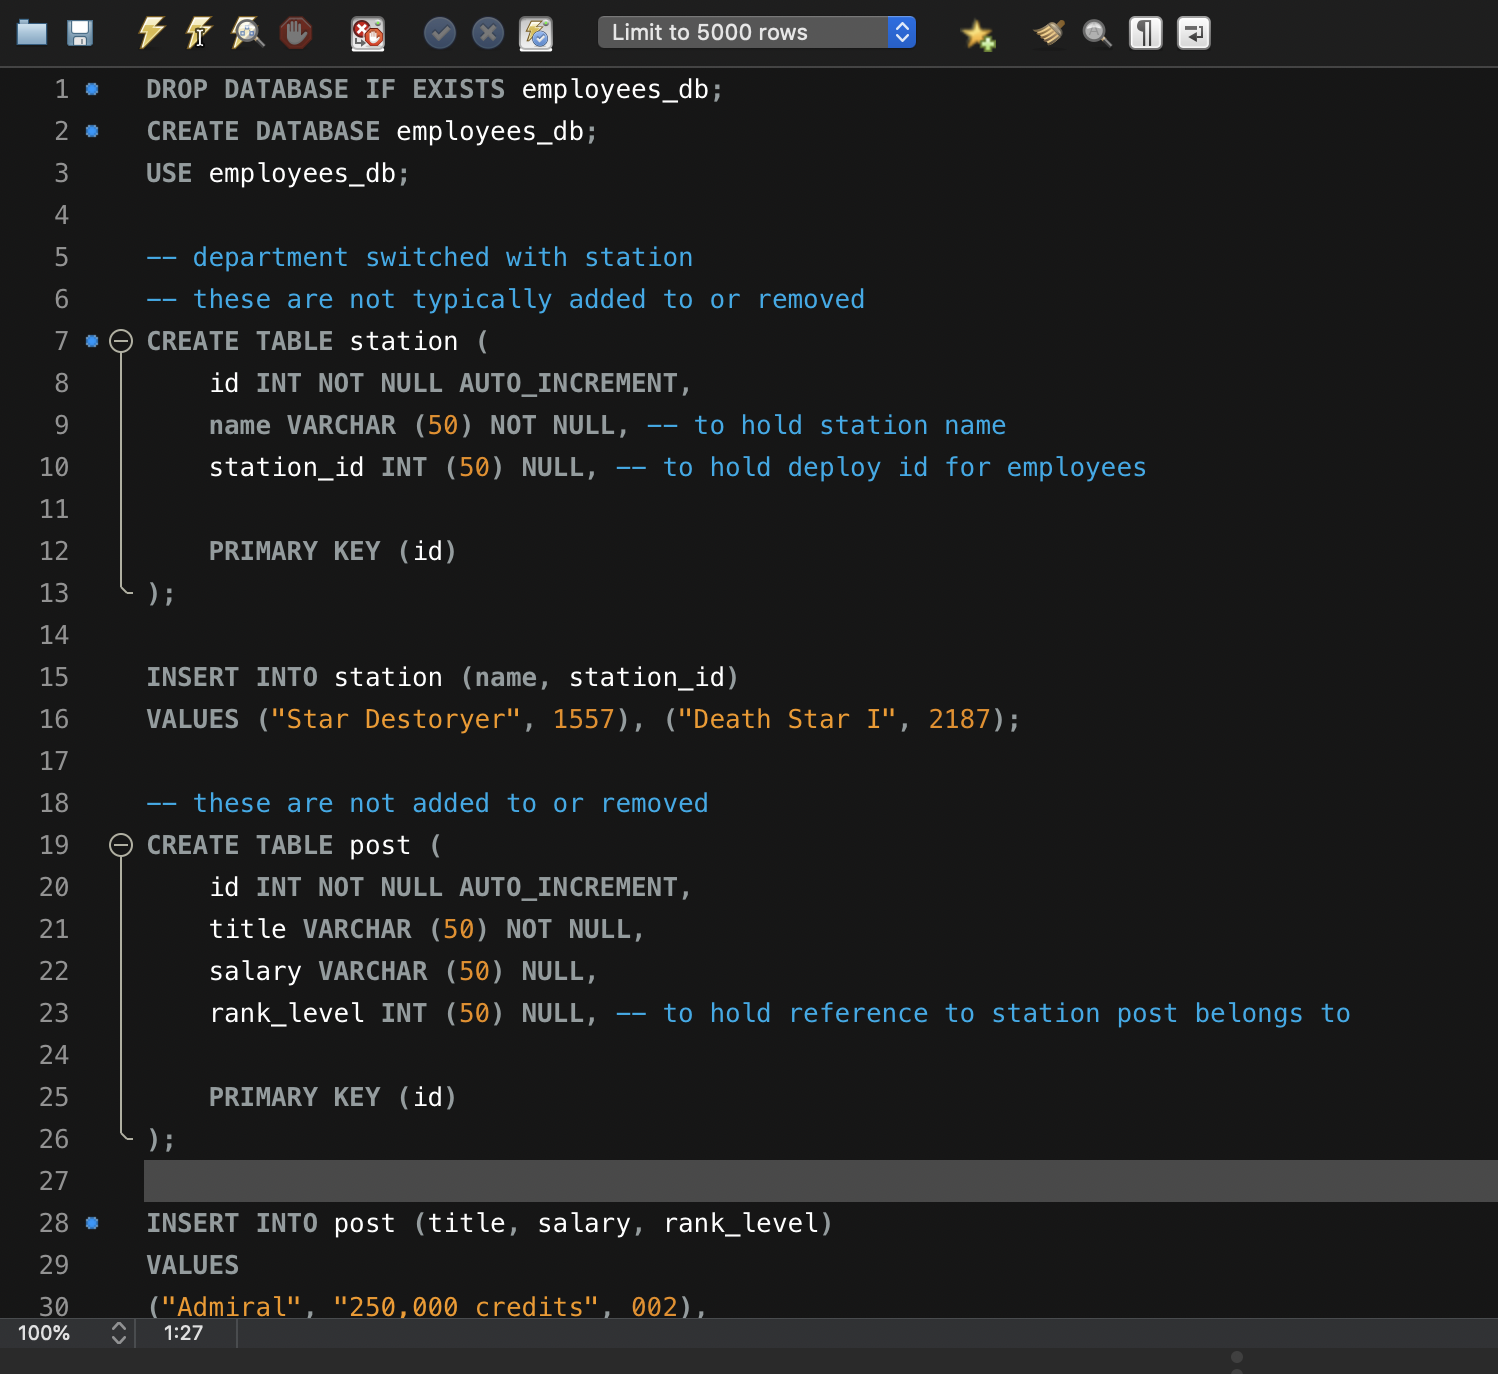 Limit to 5000 rows
1 DROP DATABASE IF EXISTS employees_db;
2 CREATE DATABASE employees_db;
3 USE employees_db;
4
5 -- department switched with station
6 -- these are not typically added to or removed
7 CREATE TABLE station (
8 id INT NOT NULL AUTO_INCREMENT,
9 name VARCHAR (50) NOT NULL, -- to hold station name
10 station_id INT (50) NULL, -- to hold deploy id for employees
11
12 PRIMARY KEY (id)
13 );
14
15 INSERT INTO station (name, station_id)
16 VALUES ("Star Destoryer", 1557), ("Death Star I", 2187);
17
18 -- these are not added to or removed
19 CREATE TABLE post (
20 id INT NOT NULL AUTO_INCREMENT,
21 title VARCHAR (50) NOT NULL,
22 salary VARCHAR (50) NULL,
23 rank_level INT (50) NULL, -- to hold reference to station post belongs to
24
25 PRIMARY KEY (id)
26 );
27
28 INSERT INTO post (title, salary, rank_level)
29 VALUES
30 ("Admiral", "250,000 credits", 002),
100% 1:27